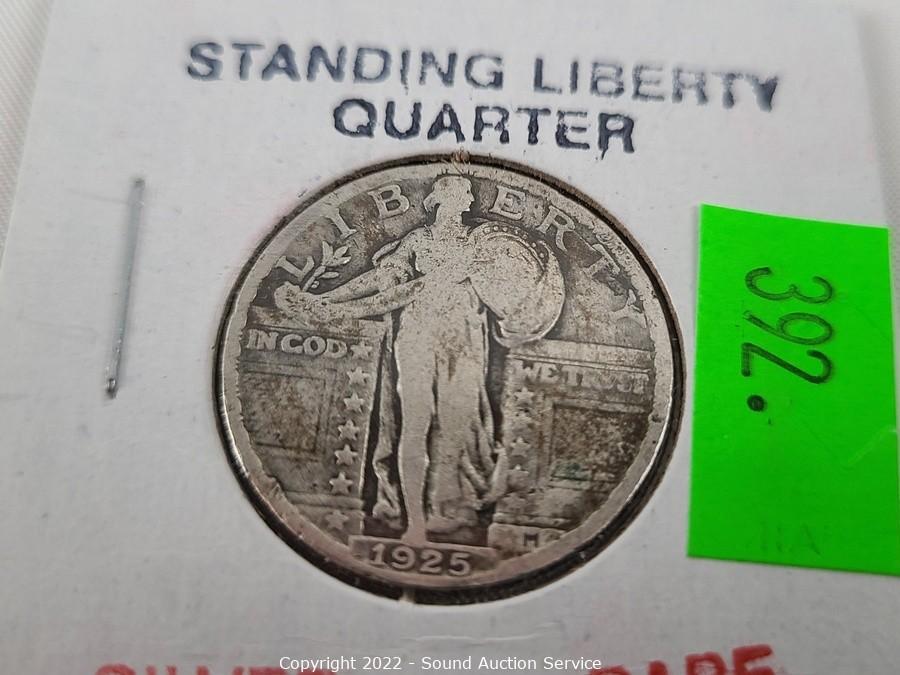 STANDING LIBERTY
QUARTER
LIBERTY
IN GOD
WE TRUST
1925
392.
Copyright 2022 - Sound Auction Service